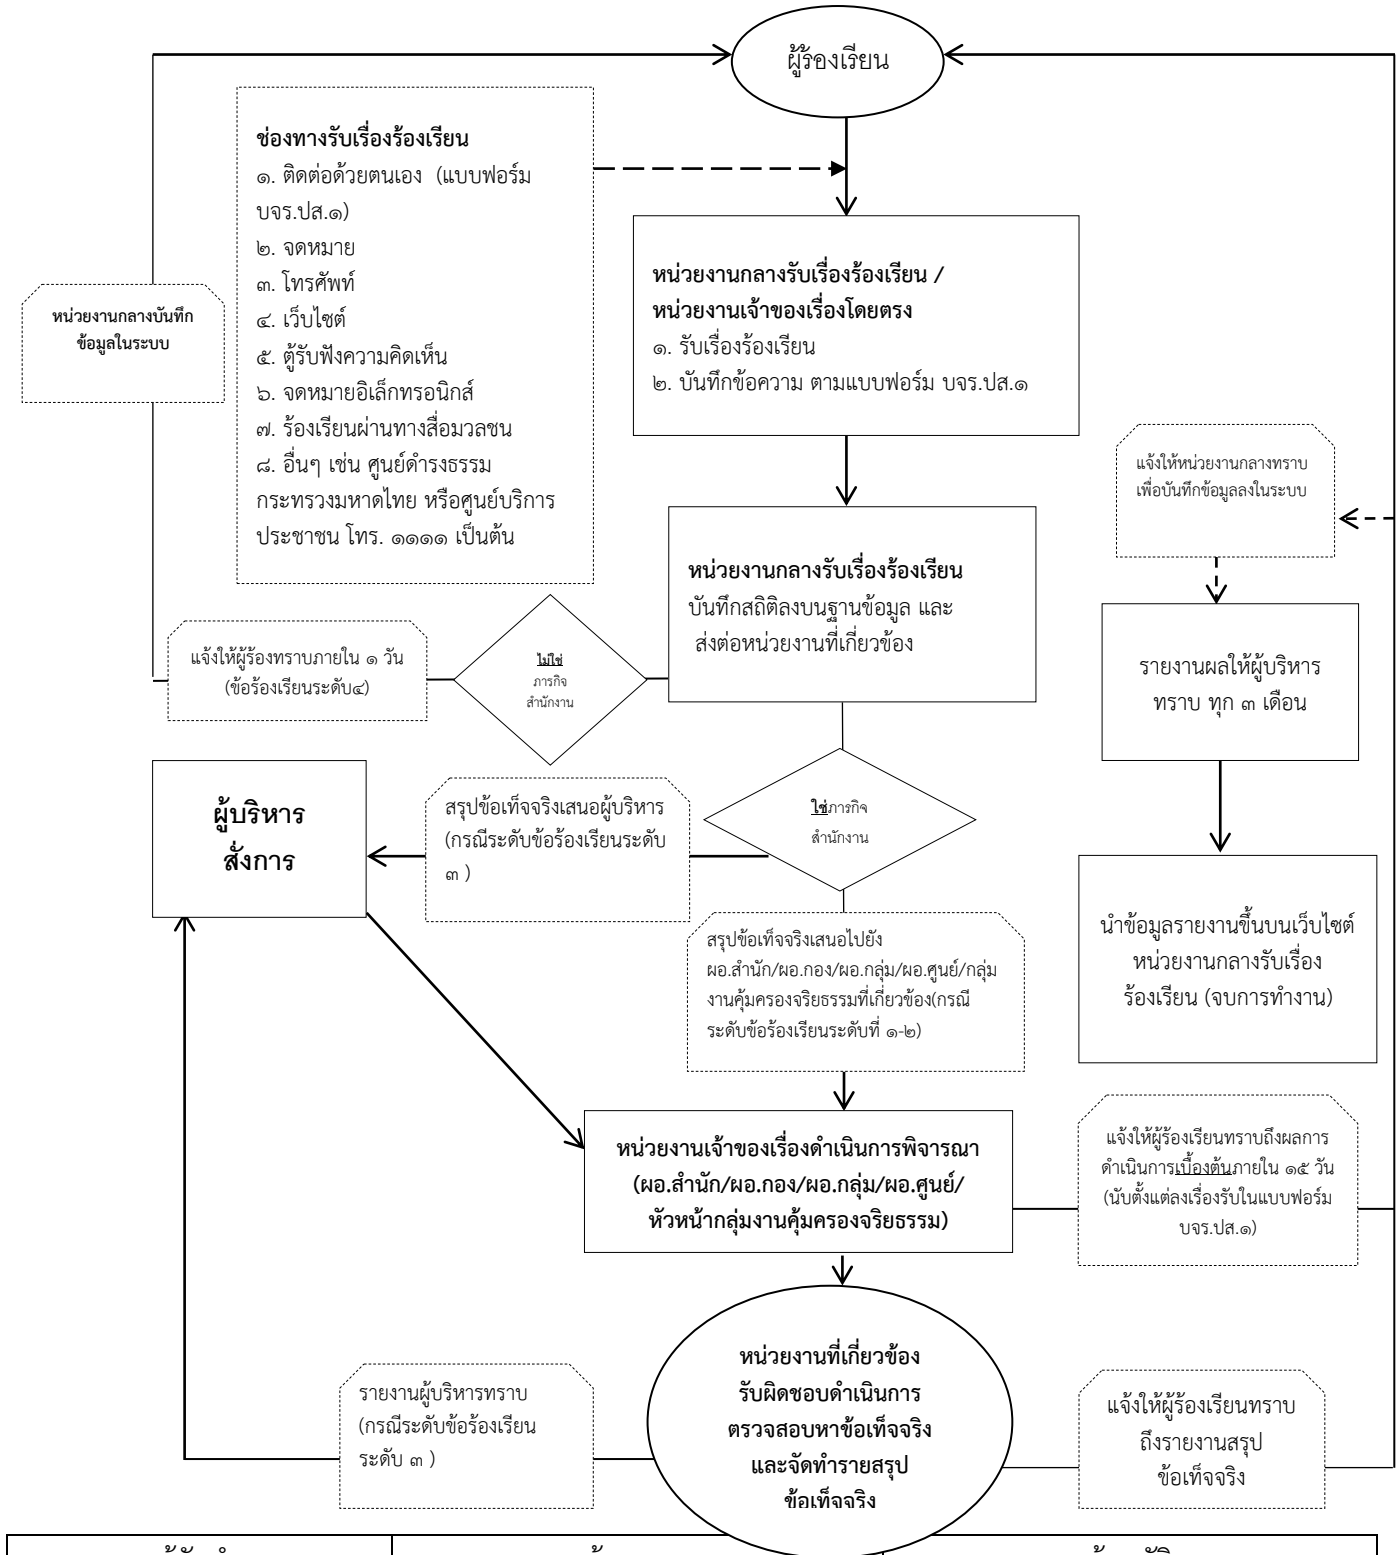 ผู้ร้องเรียน
ช่องทางรับเรื่องร้องเรียน
๑. ติดต่อด้วยตนเอง (แบบฟอร์ม
บจร.ปส.๑)
๒. จดหมาย
๓. โทรศัพท์
๔. เว็บไซต์
๕. ตู้รับฟังความคิดเห็น
๖. จดหมายอิเล็กทรอนิกส์
๗. ร้องเรียนผ่านทางสื่อมวลชน
๘. อื่นๆ เช่น ศูนย์ดำรงธรรม
กระทรวงมหาดไทย หรือศูนย์บริการ
ประชาชน โทร. ๑๑๑๑ เป็นต้น
หน่วยงานกลางรับเรื่องร้องเรียน /
หน่วยงานเจ้าของเรื่องโดยตรง
๑. รับเรื่องร้องเรียน
๒. บันทึกข้อความ ตามแบบฟอร์ม บจร.ปส.๑
หน่วยงานกลางบันทึก
ข้อมูลในระบบ
แจ้งให้หน่วยงานกลางทราบ
เพื่อบันทึกข้อมูลลงในระบบ
หน่วยงานกลางรับเรื่องร้องเรียน
บันทึกสถิติลงบนฐานข้อมูล และ
ส่งต่อหน่วยงานที่เกี่ยวข้อง
แจ้งให้ผู้ร้องทราบภายใน ๑ วัน
(ข้อร้องเรียนระดับ๔)
ไม่ใช่
ภารกิจ
สำนักงาน
รายงานผลให้ผู้บริหาร
ทราบ ทุก ๓ เดือน
ผู้บริหาร
สั่งการ
สรุปข้อเท็จจริงเสนอผู้บริหาร
(กรณีระดับข้อร้องเรียนระดับ
๓ )
ใช่ภารกิจ
สำนักงาน
สรุปข้อเท็จจริงเสนอไปยัง
ผอ.สำนัก/ผอ.กอง/ผอ.กลุ่ม/ผอ.ศูนย์/กลุ่ม
งานคุ้มครองจริยธรรมที่เกี่ยวข้อง(กรณี
ระดับข้อร้องเรียนระดับที่ ๑-๒)
นำข้อมูลรายงานขึ้นบนเว็บไซต์
หน่วยงานกลางรับเรื่อง
ร้องเรียน (จบการทำงาน)
หน่วยงานเจ้าของเรื่องดำเนินการพิจารณา
(ผอ.สำนัก/ผอ.กอง/ผอ.กลุ่ม/ผอ.ศูนย์/
หัวหน้ากลุ่มงานคุ้มครองจริยธรรม)
แจ้งให้ผู้ร้องเรียนทราบถึงผลการ
ดำเนินการเบื้องต้นภายใน ๑๕ วัน
(นับตั้งแต่ลงเรื่องรับในแบบฟอร์ม
บจร.ปส.๑)
หน่วยงานที่เกี่ยวข้อง
รับผิดชอบดำเนินการ
ตรวจสอบหาข้อเท็จจริง
และจัดทำรายสรุป
ข้อเท็จจริง
รายงานผู้บริหารทราบ
(กรณีระดับข้อร้องเรียน
ระดับ ๓ )
แจ้งให้ผู้ร้องเรียนทราบ
ถึงรายงานสรุป
ข้อเท็จจริง